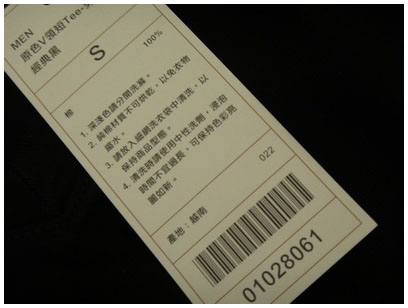 MEN
原色V領短Tee-
經典黑
S
棉 100%
1. 深淺色請分開洗滌。
2. 純棉材質不可烘乾，以免衣物
縮水。
3. 請放入細網洗衣袋中清洗，以
保持商品型態。
4. 清洗時請使用中性洗劑，浸泡
時間不宜過長，可保持色彩亮
麗如新。
022
產地：越南
01028061